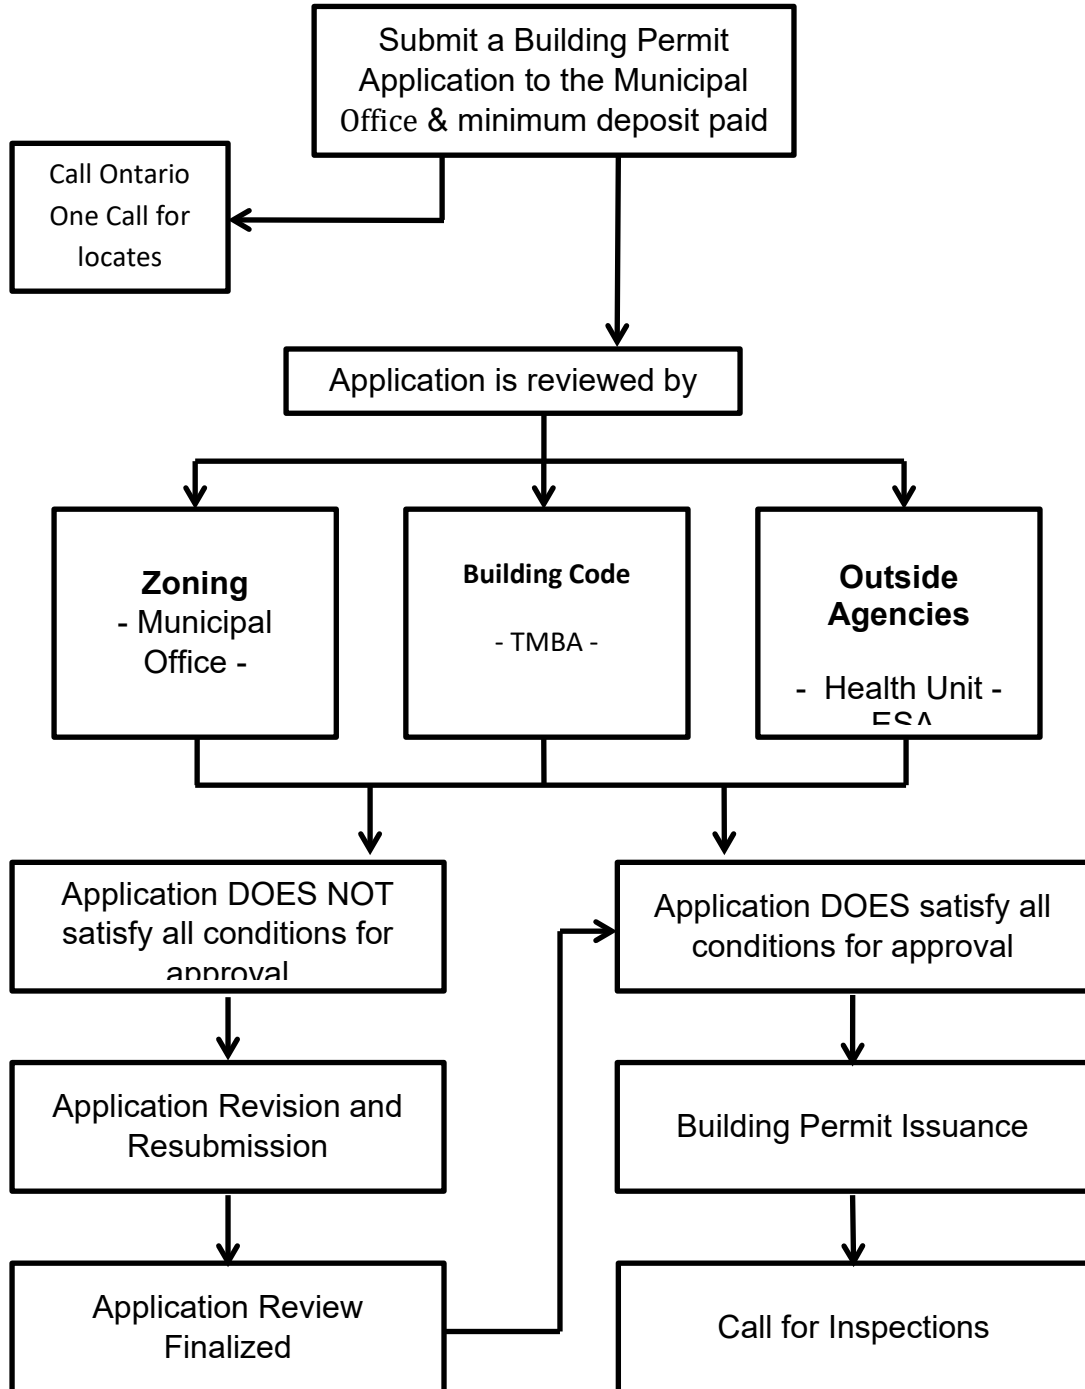 Submit a Building Permit
Application to the Municipal
Office & minimum deposit paid
Call Ontario
One Call for
locates
Application is reviewed by
Zoning
- Municipal
Office -
Building Code
- TMBA -
Outside
Agencies
- Health Unit -
ESA
Application DOES NOT
satisfy all conditions for
approval
Application DOES satisfy all
conditions for approval
Application Revision and
Resubmission
Building Permit Issuance
Application Review
Finalized
Call for Inspections